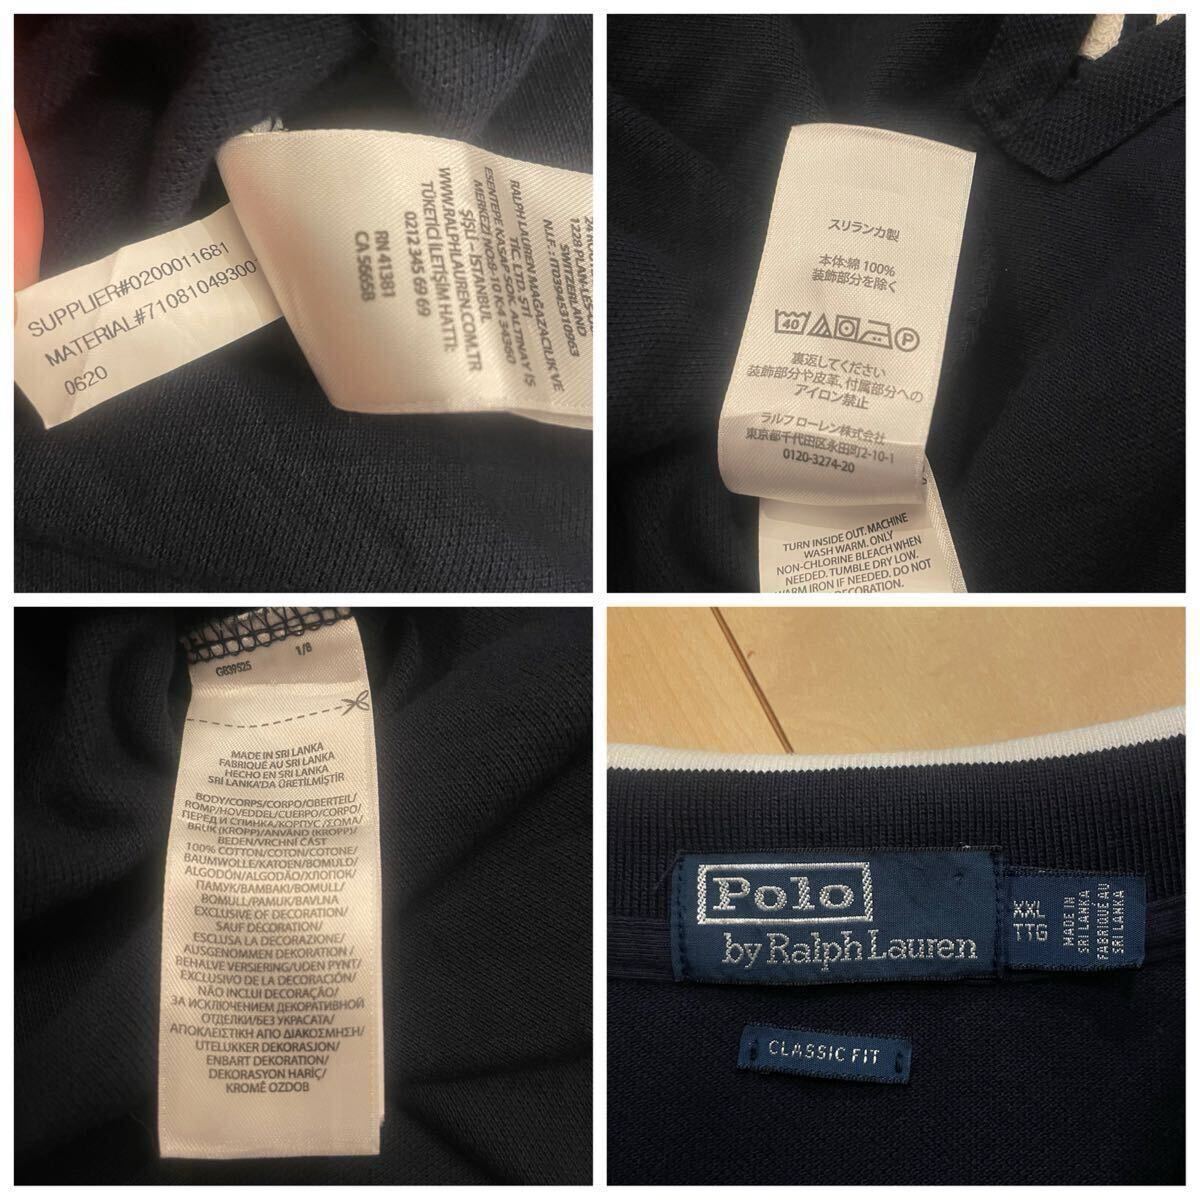 SUPPLIER#0200011681
MATERIAL#71081049300
0620
1228 PLAN-LES-
SWITZERLAND
N.I.F.: IT03945310963
RALPH LAUREN MAĞAZACILIK VE
TIC. LTD. ŞTİ
ESENTEPE KASAP SOK. ALTINAY İŞ
MERKEZİ NO:8-10 K:4 34360
ŞİŞLİ – İSTANBUL
WWW.RALPHLAUREN.COM.TR
TÜKETİCİ İLETİŞİM HATTI:
0212 345 69 69
RN 41381
CA 5665B
スリランカ製
本体:綿 100%
装飾部分を除く
40
P
裏返してください
装飾部分や皮革、付属部分への
アイロン禁止
ラルフ ローレン株式会社
東京都千代田区永田町2-10-1
0120-3274-20
TURN INSIDE OUT. MACHINE
WASH WARM. ONLY
NON-CHLORINE BLEACH WHEN
NEEDED. TUMBLE DRY LOW.
WARM IRON IF NEEDED. DO NOT
DECORATION.
GB39525
1/8
MADE IN SRI LANKA
FABRIQUÉ AU SRI LANKA
HECHO EN SRI LANKA
SRI LANKA'DA ÜRETİLMİŞTİR
BODY/CORPS/CORPO/OBERTEIL/
ROMP/HOVEDDEL/CUERPO/CORPO/
ПЕРЕД И СПИНКА/КОРПУС/ΣΩΜΑ/
BRUK (KROPP)/ANVÄND (KROPP)/
BEDEN/VRCHNÍ ČÁST
100% COTTON/COTON/COTONE/
BAUMWOLLE/KATOEN/BOMULD/
ALGODÓN/ALGODÃO/ХЛОПОК/
ПАМУК/ΒΑΜΒΑΚΙ/BOMULL/
BOMULL/PAMUK/BAVLNA
EXCLUSIVE OF DECORATION/
SAUF DÉCORATION/
ESCLUSA LA DECORAZIONE/
AUSGENOMMEN DEKORATION/
BEHALVE VERSIERING/UDEN PYNT/
EXCLUSIVO DE LA DECORACIÓN/
NÃO INCLUI DECORAÇÃO/
ЗА ИСКЛЮЧЕНИЕМ ДЕКОРАТИВНОЙ
ОТДЕЛКИ/БЕЗ УКРАСАТА/
ΑΠΟΚΛΕΙΣΤΙΚΗ ΑΠΟ ΔΙΑΚΟΣΜΗΣΗ/
UTELUKKER DEKORASJON/
ENBART DEKORATION/
DEKORASYON HARİÇ/
KROMĚ OZDOB
Polo
by Ralph Lauren
XXL
TTG
MADE IN
SRI LANKA
FABRIQUÉ AU
SRI LANKA
CLASSIC FIT